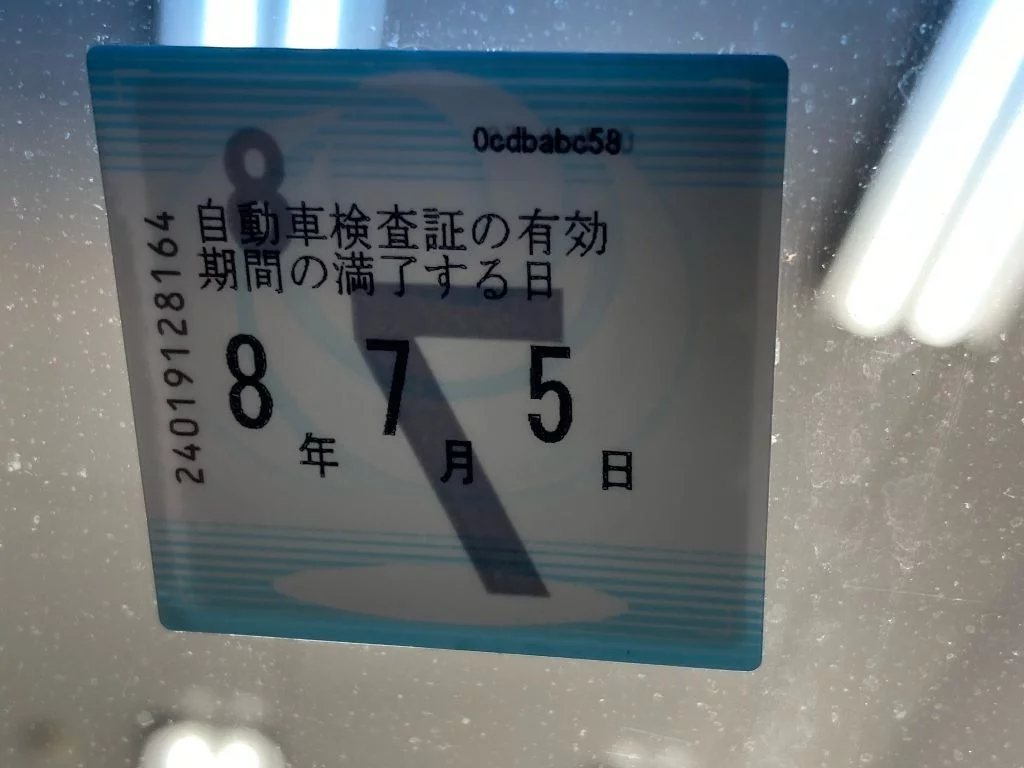 0cdbabc58
自動車検査証の有効
期間の満了する日
8年7月5日
24019128164
8
7